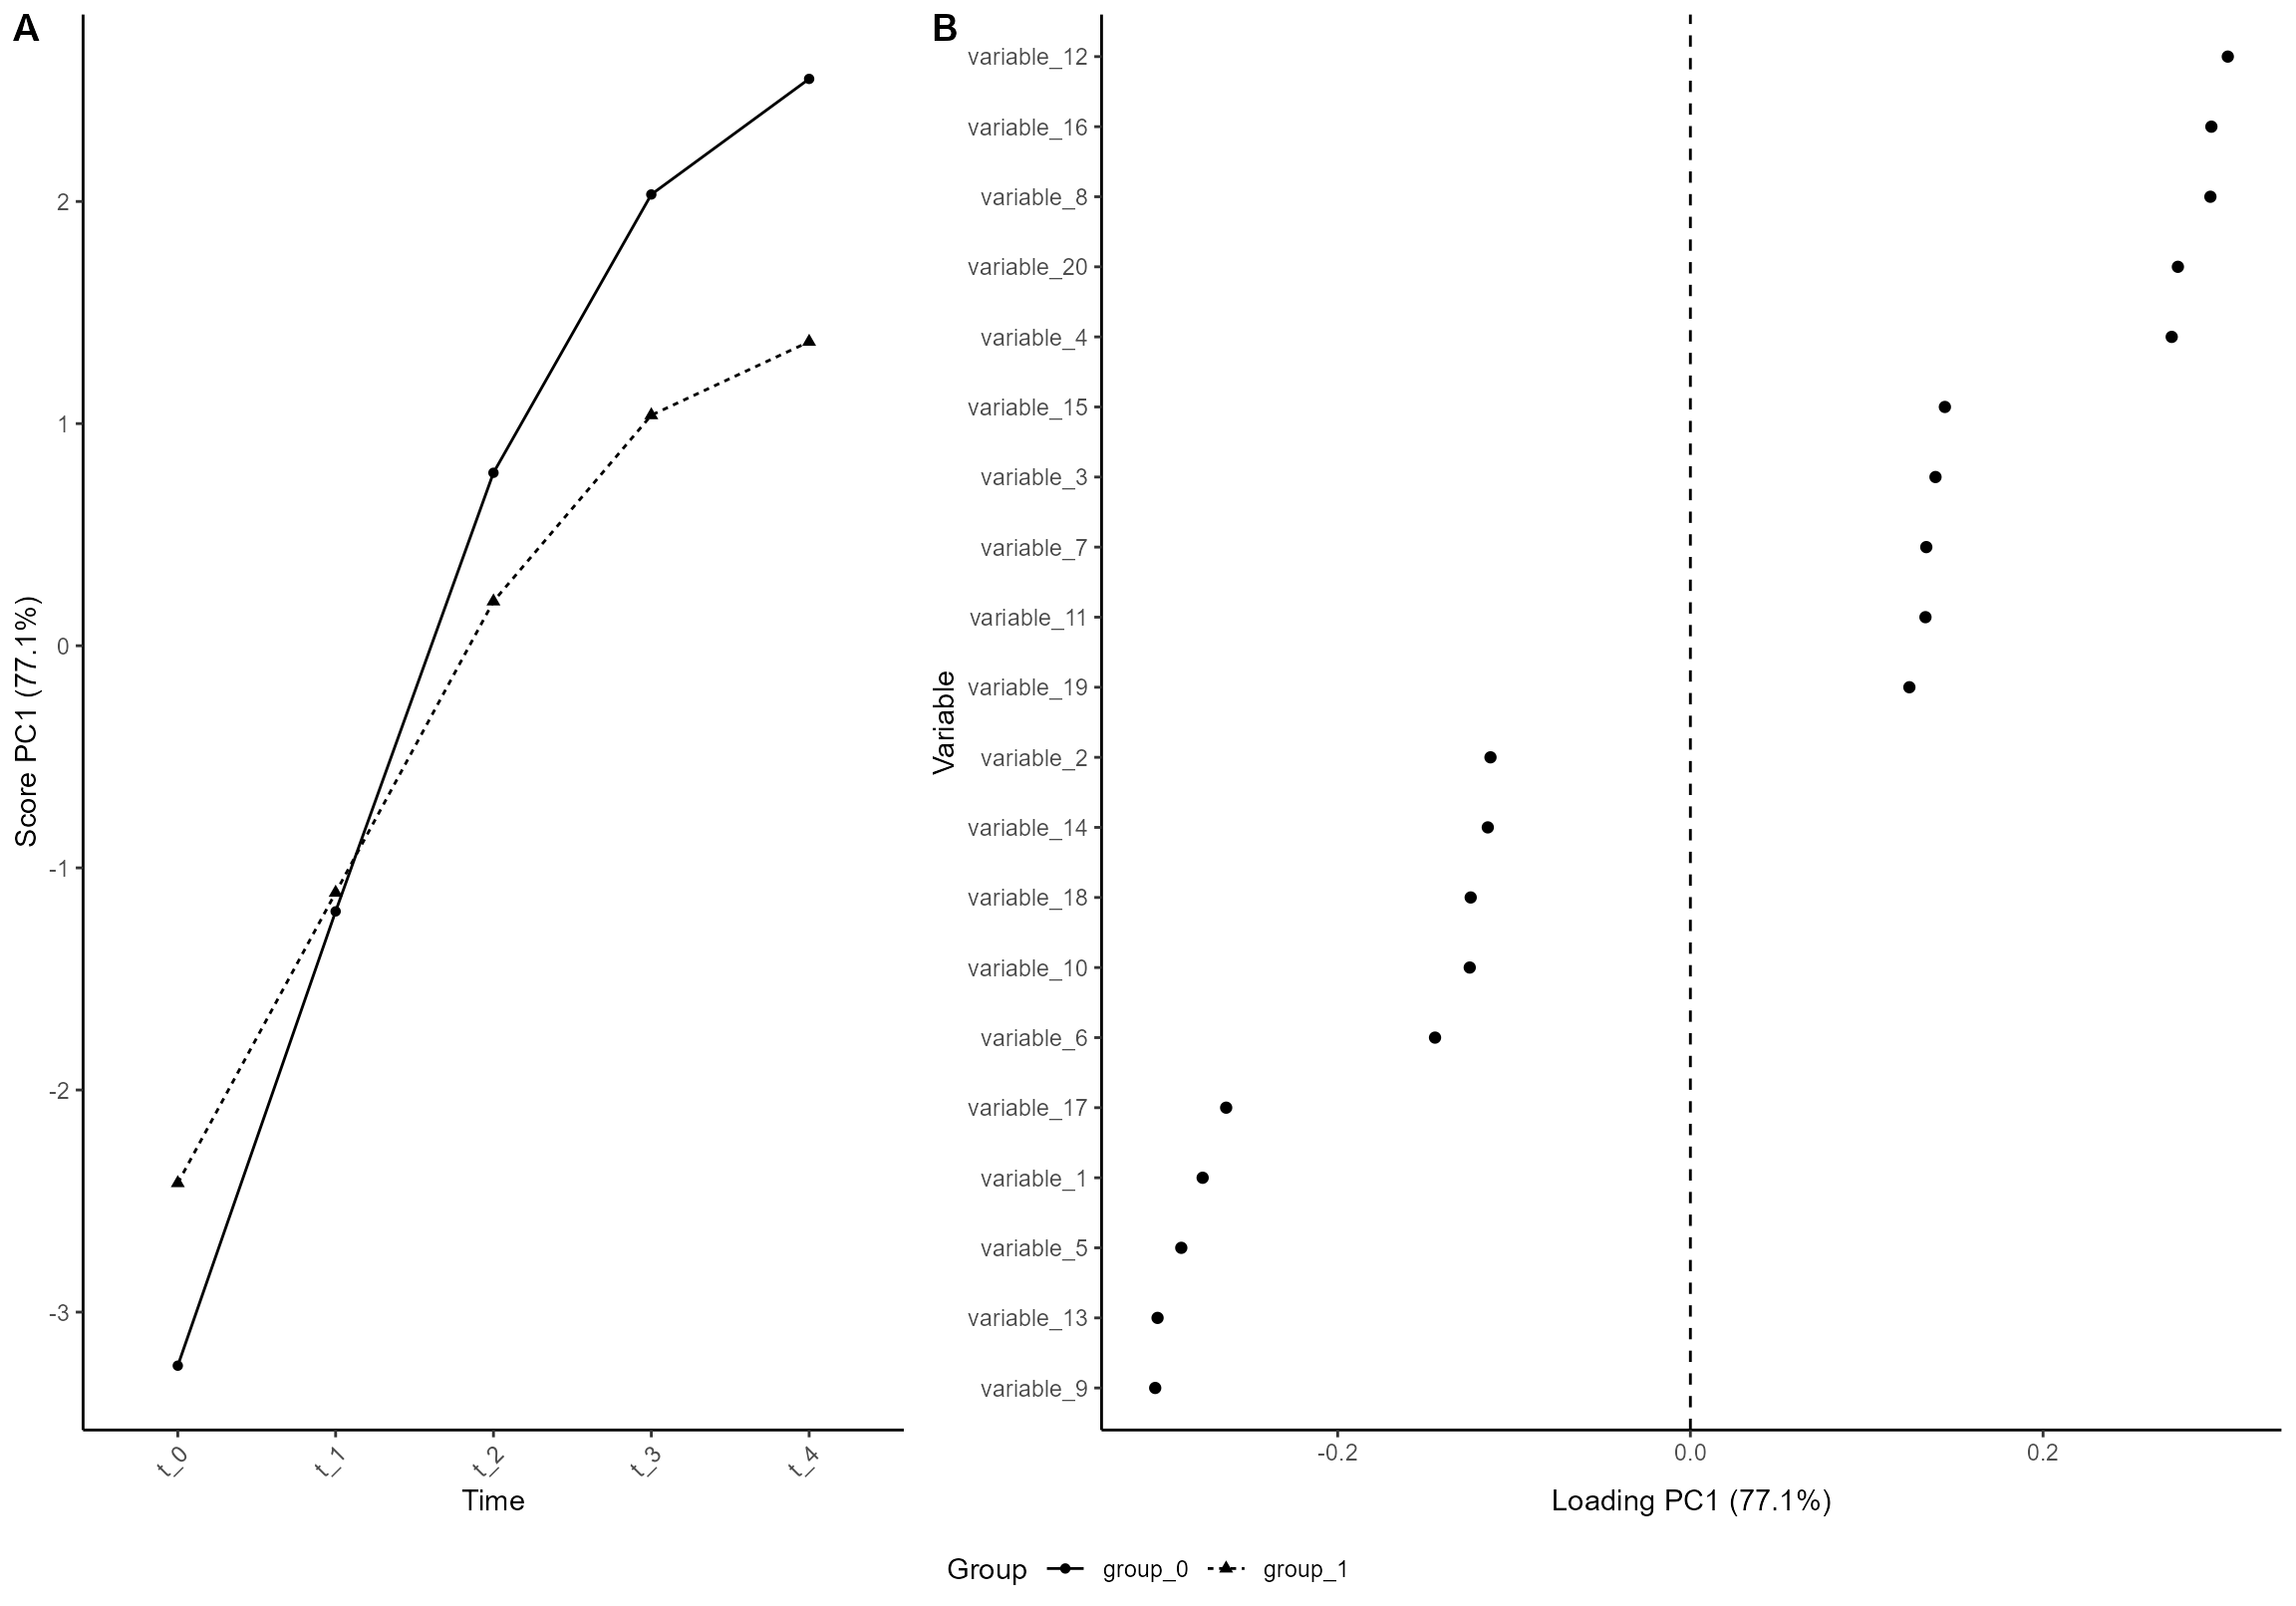 A
Score PC1 (77.1%)
2
1
0
-1
-2
-3
t_0
t_1
t_2
t_3
t_4
Time
B
Variable
variable_12
variable_16
variable_8
variable_20
variable_4
variable_15
variable_3
variable_7
variable_11
variable_19
variable_2
variable_14
variable_18
variable_10
variable_6
variable_17
variable_1
variable_5
variable_13
variable_9
-0.2
0.0
0.2
Loading PC1 (77.1%)
Group group_0 group_1